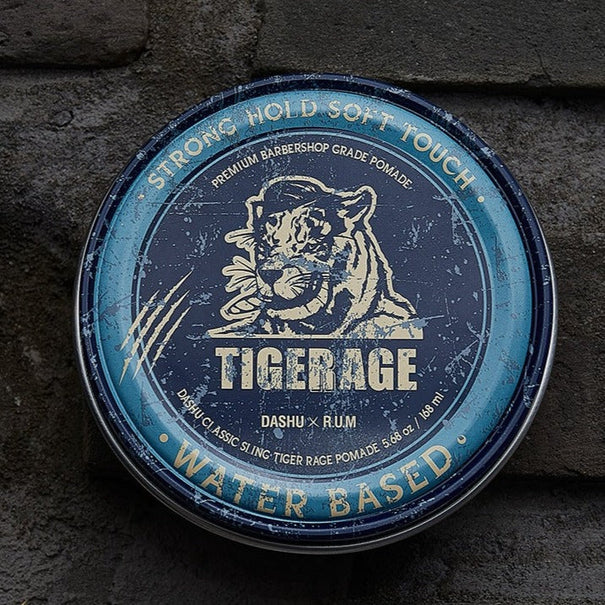 STRONG HOLD SOFT TOUCH
PREMIUM BARBERSHOP GRADE POMADE
TIGERRAGE
DASHU × R.U.M
DASHU CLASSIC SLING TIGER RAGE POMADE 5.68 oz / 168 ml
WATER BASED